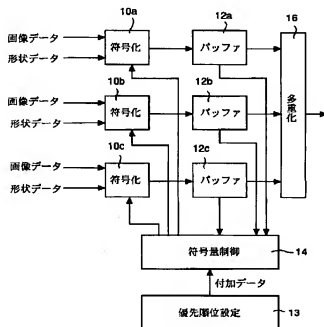 10a
12a
16
画像データ
形状データ
符号化
バッファ
10b
12b
画像データ
形状データ
符号化
バッファ
多重化
10c
12c
画像データ
形状データ
符号化
バッファ
符号量制御
14
付加データ
優先順位設定
13